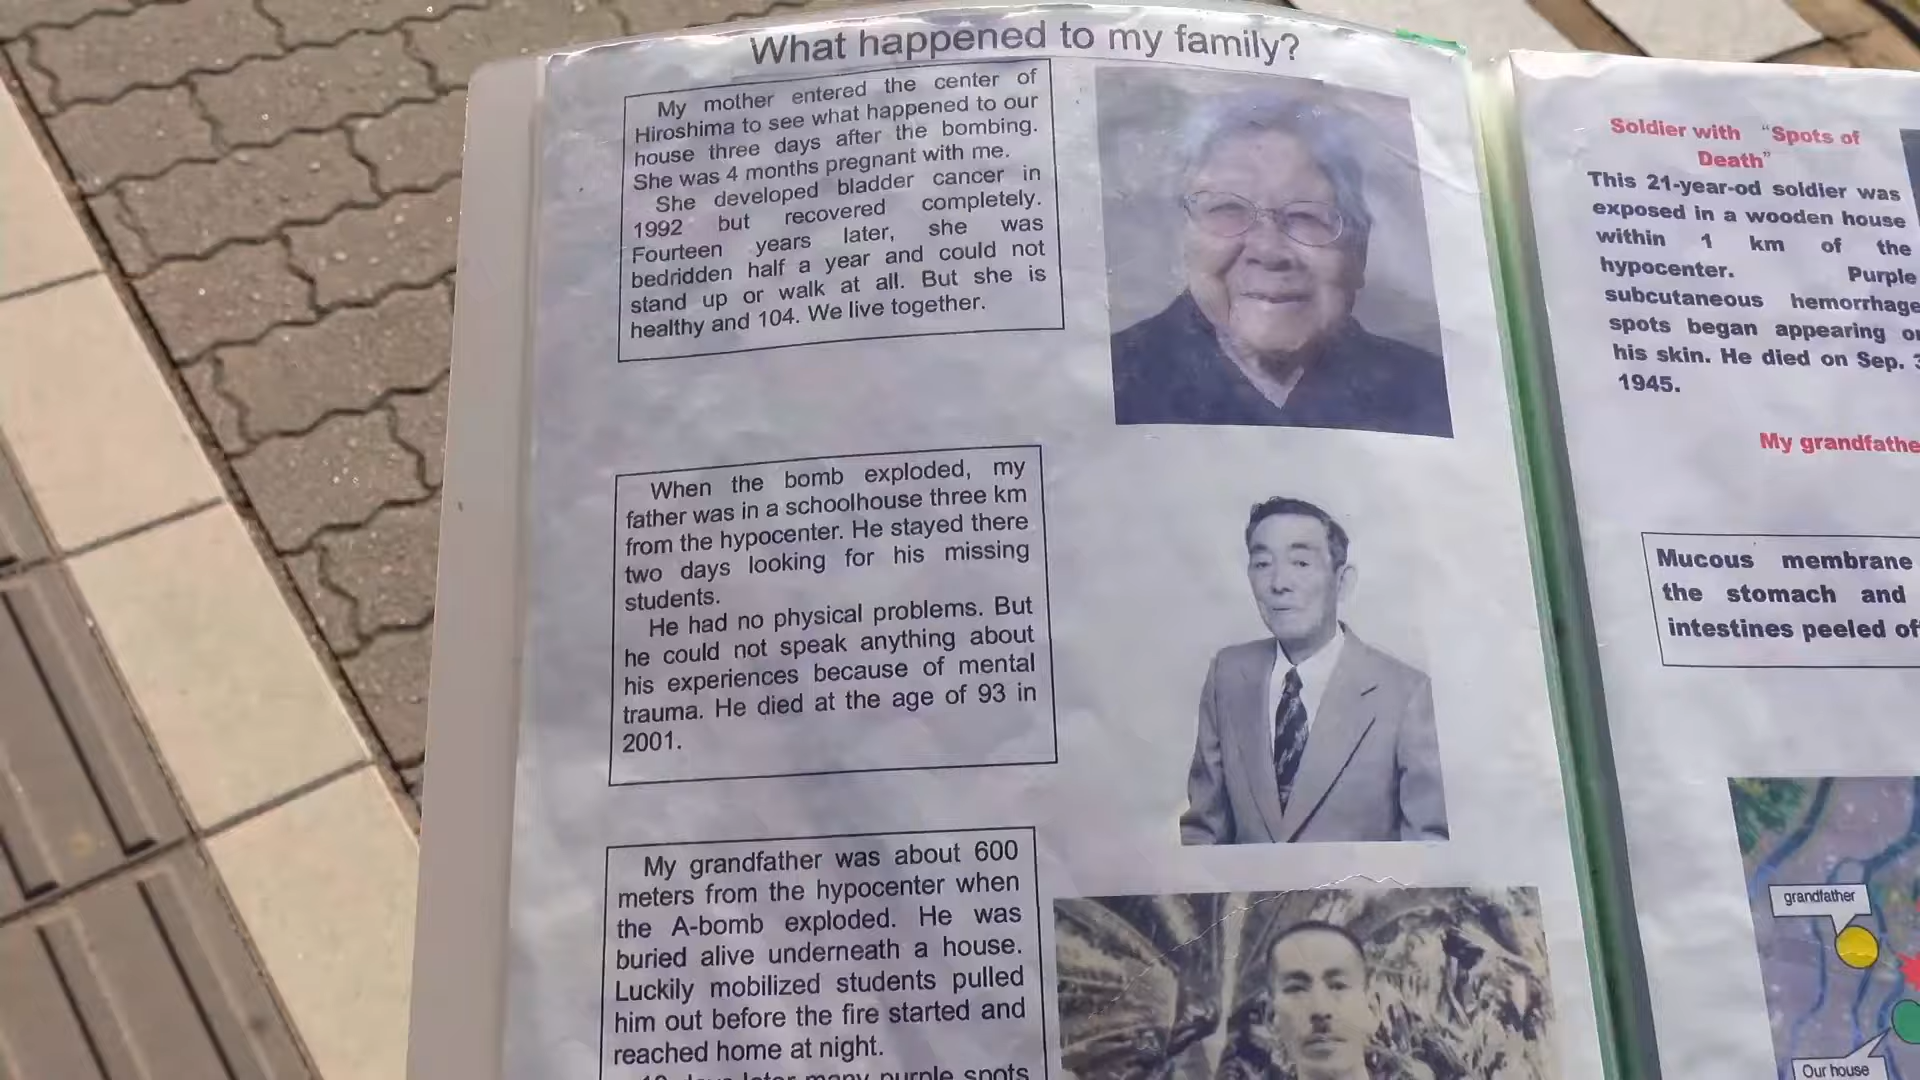 What happened to my family?
My mother entered the center of
Hiroshima to see what happened to our
house three days after the bombing.
She was 4 months pregnant with me.
She developed bladder cancer in
1992 but recovered completely.
Fourteen years later, she was
bedridden half a year and could not
stand up or walk at all. But she is
healthy and 104. We live together.
When the bomb exploded, my
father was in a schoolhouse three km
from the hypocenter. He stayed there
two days looking for his missing
students.
He had no physical problems. But
he could not speak anything about
his experiences because of mental
trauma. He died at the age of 93 in
2001.
My grandfather was about 600
meters from the hypocenter when
the A-bomb exploded. He was
buried alive underneath a house.
Luckily mobilized students pulled
him out before the fire started and
reached home at night.
later many purple spots
Soldier with "Spots of
Death"
This 21-year-od soldier was
exposed in a wooden house
within 1 km of the
hypocenter. Purple
subcutaneous hemorrhage
spots began appearing
his skin. He died on Sep.
1945.
My grandfathe
Mucous membrane
the stomach and
intestines peeled of
grandfather
Our house